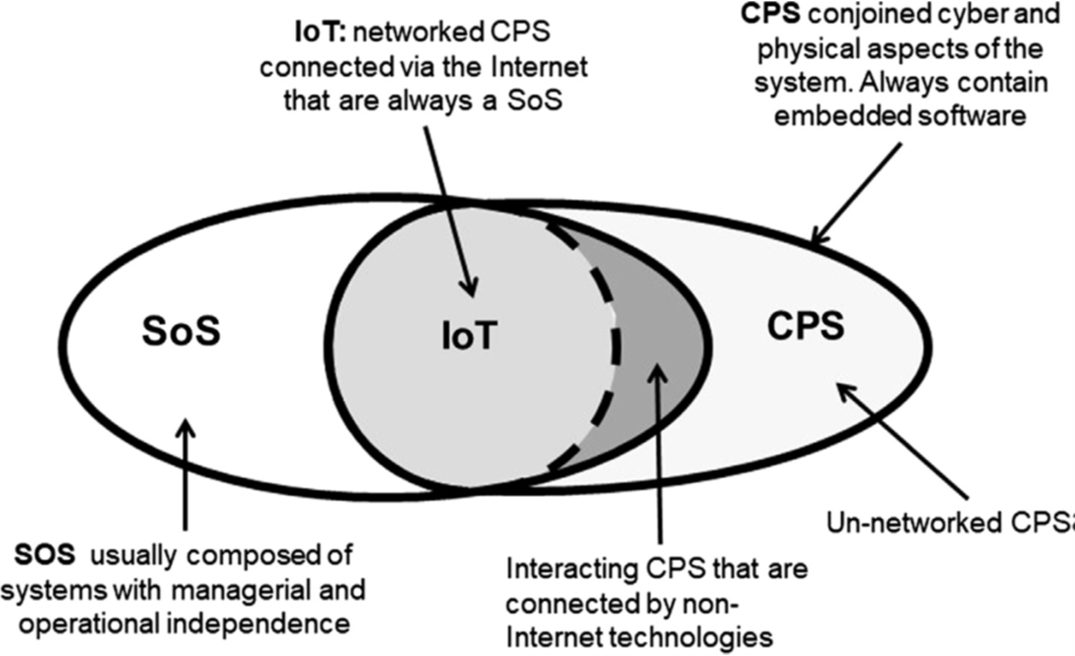 IoT: networked CPS
connected via the Internet
that are always a SoS
CPS conjoined cyber and
physical aspects of the
system. Always contain
embedded software
SoS
IoT
CPS
Un-networked CPS
SOS usually composed of
systems with managerial and
operational independence
Interacting CPS that are
connected by non-
Internet technologies